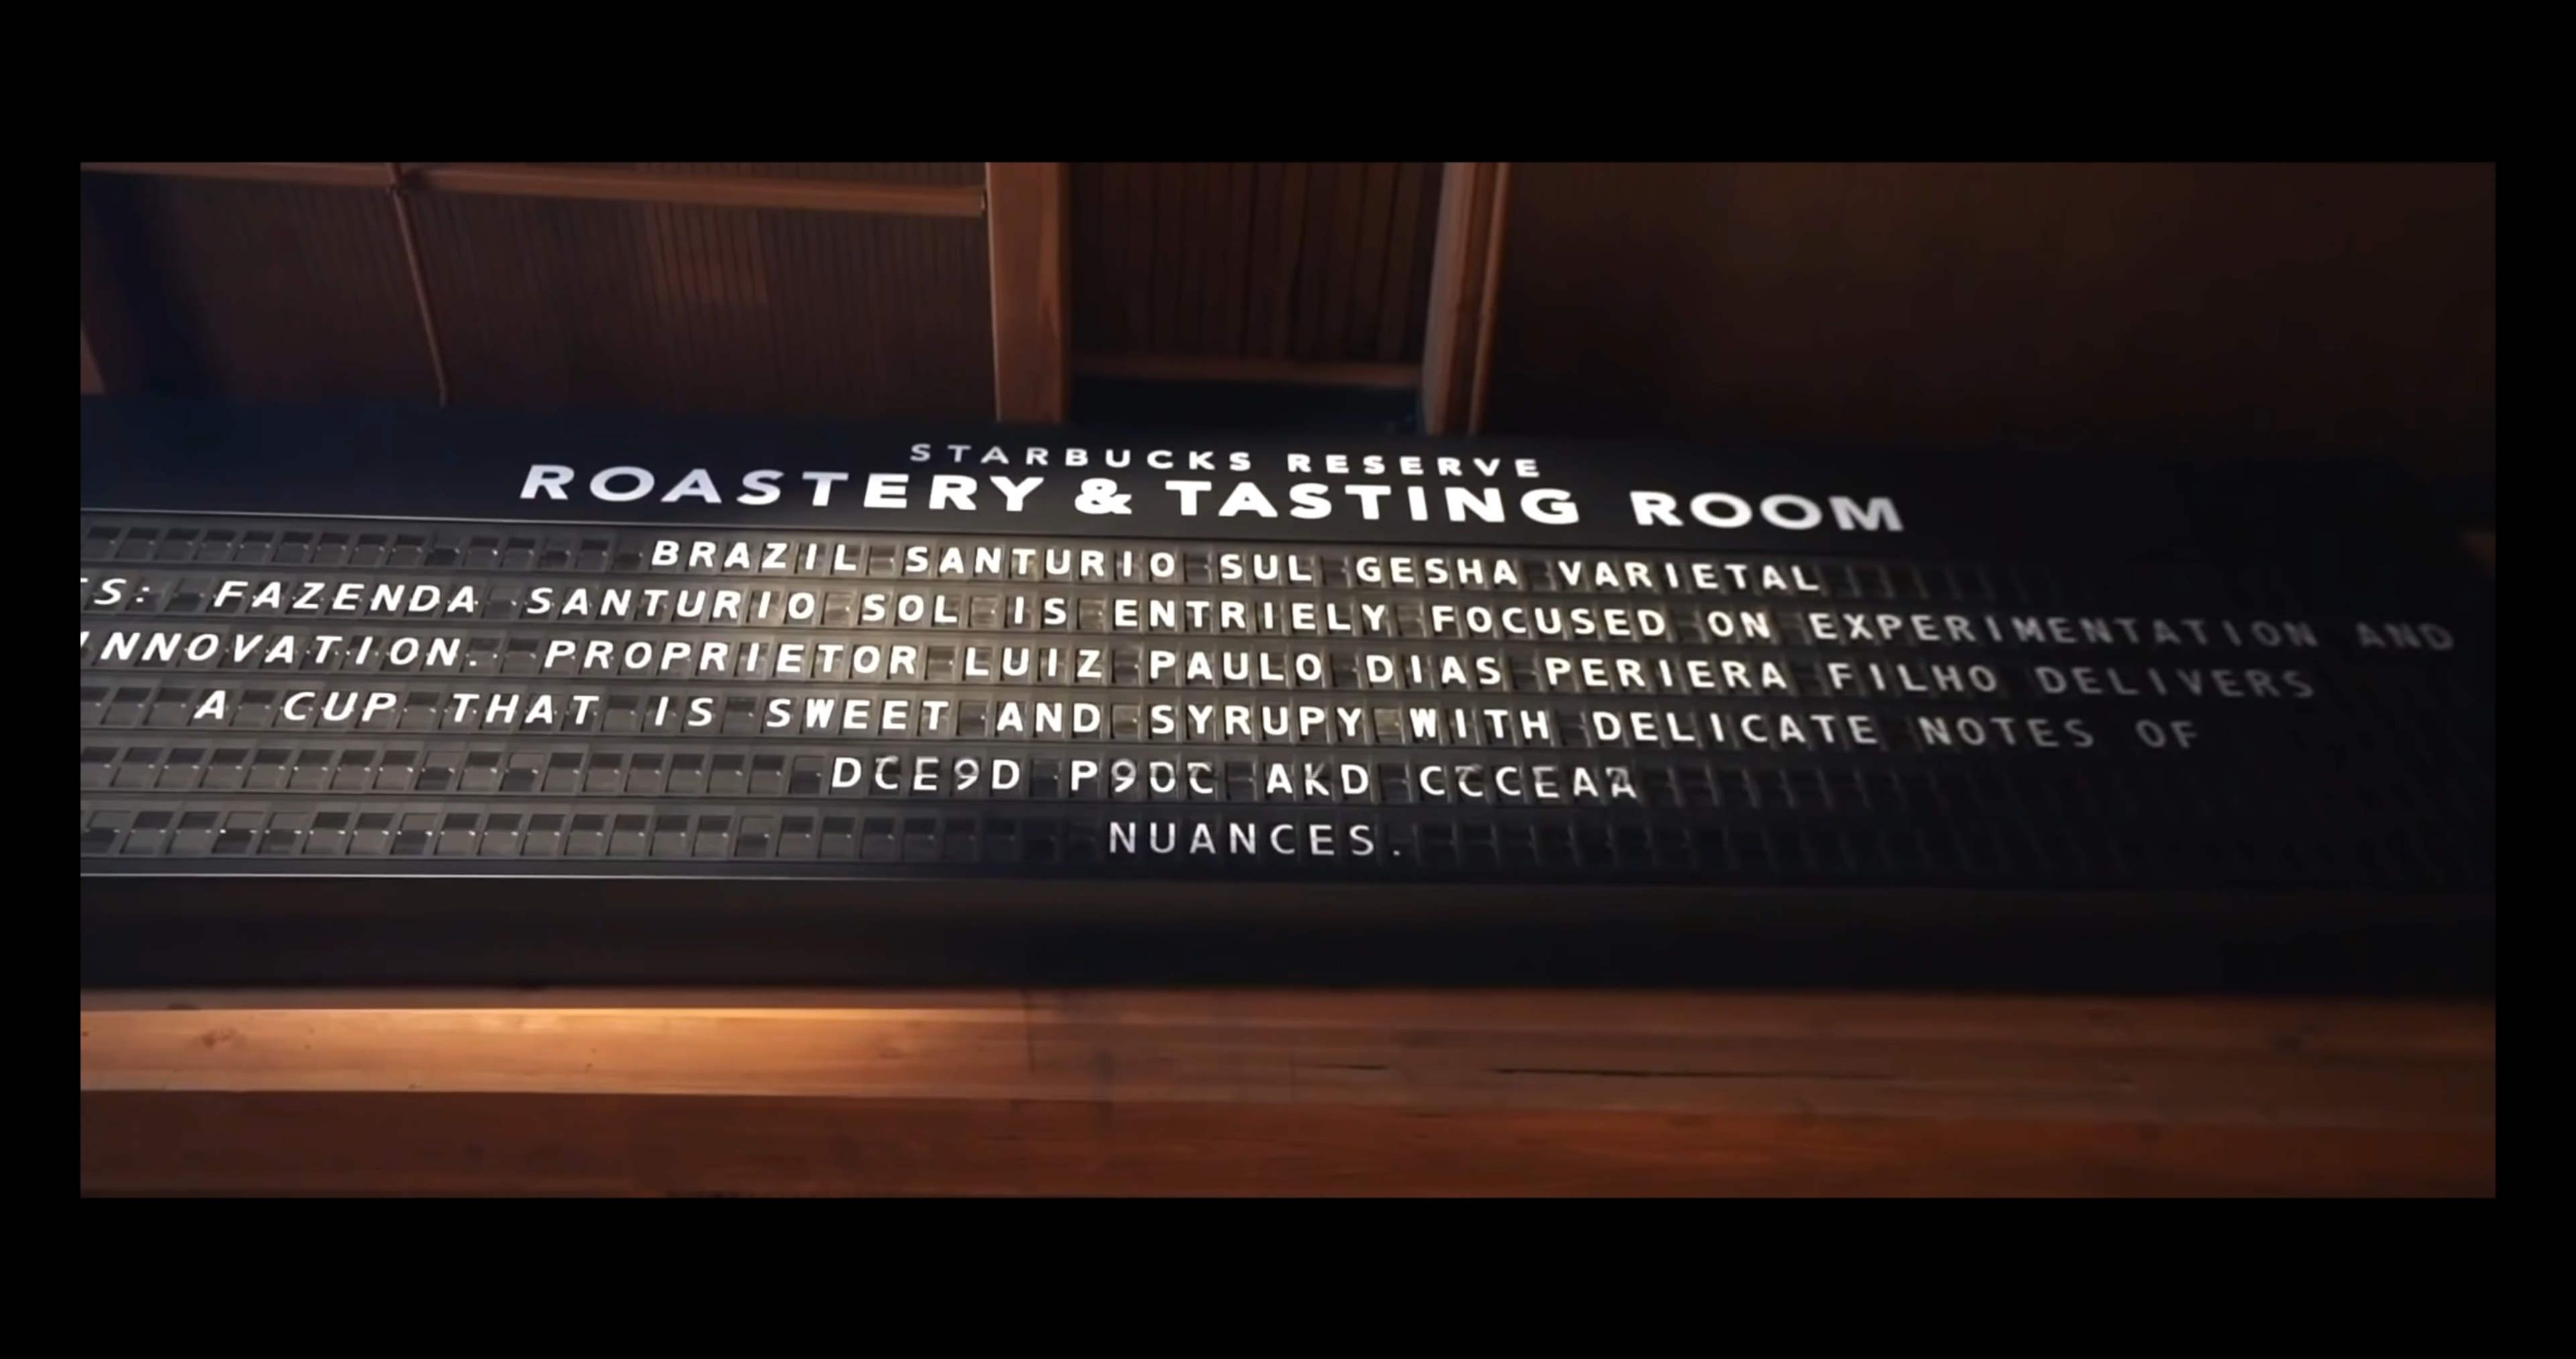 STARBUCKS RESERVE
ROASTERY & TASTING ROOM
BRAZIL SANTURIO SUL GESHA VARIETAL
FAZENDA SANTURIO SOL IS ENTRIELY FOCUSED ON EXPERIMENTATION AND
INNOVATION. PROPRIETOR LUIZ PAULO DIAS PERIERA FILHO DELIVERS
A CUP THAT IS SWEET AND SYRUPY WITH DELICATE NOTES OF
NUANCES.